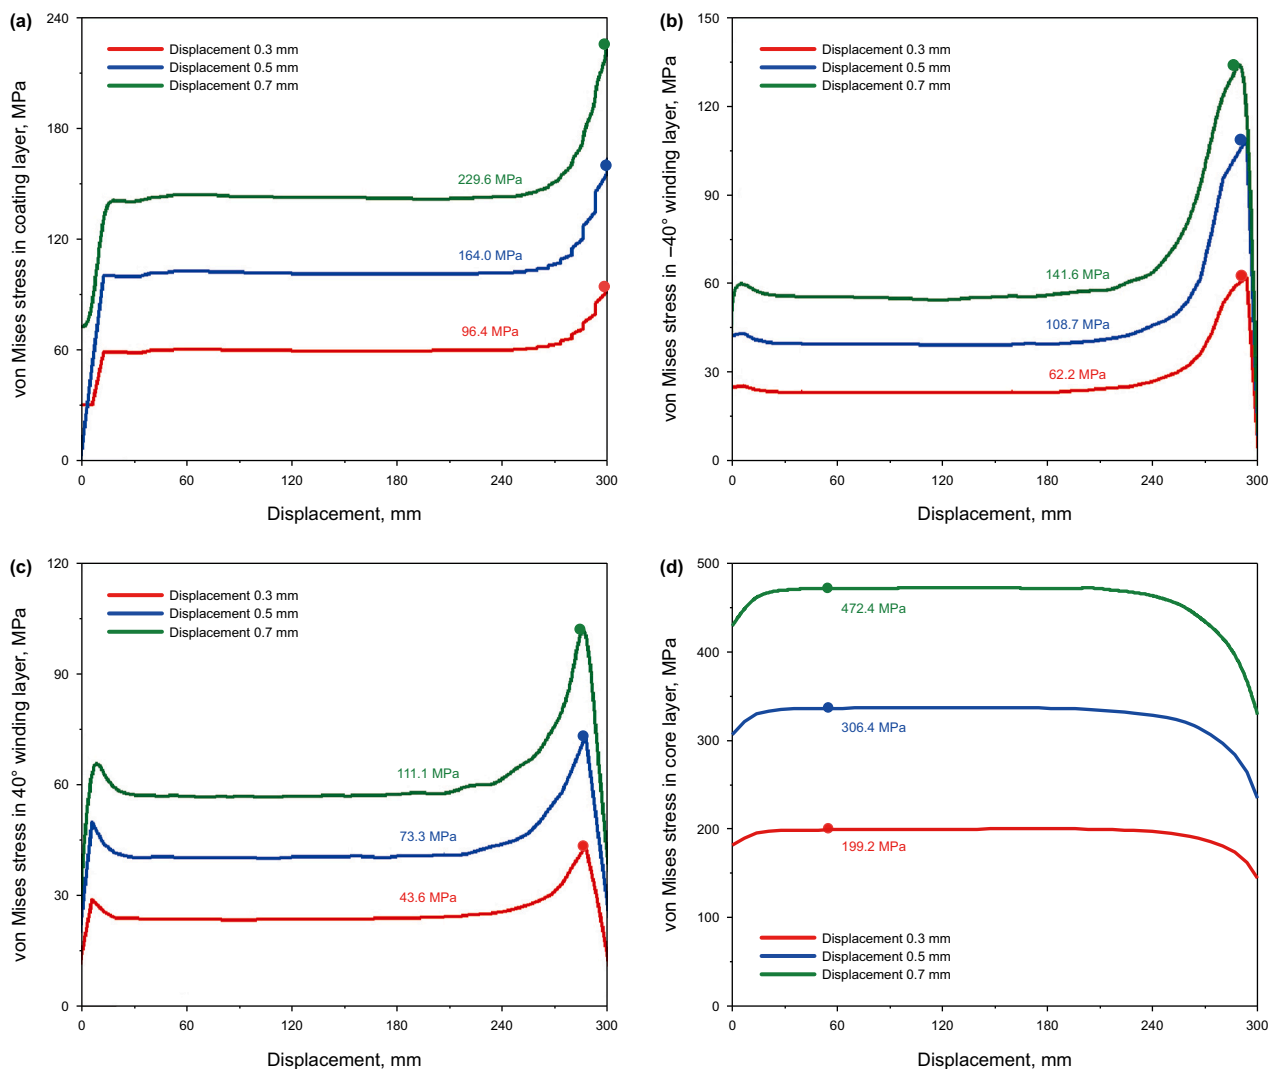 (a)
240
180
120
60
0
von Mises stress in coating layer, MPa
Displacement 0.3 mm
Displacement 0.5 mm
Displacement 0.7 mm
229.6 MPa
164.0 MPa
96.4 MPa
0 60 120 180 240 300
Displacement, mm
(b)
150
120
90
60
30
0
von Mises stress in –40° winding layer, MPa
Displacement 0.3 mm
Displacement 0.5 mm
Displacement 0.7 mm
141.6 MPa
108.7 MPa
62.2 MPa
0 60 120 180 240 300
Displacement, mm
(c)
120
90
60
30
0
von Mises stress in 40° winding layer, MPa
Displacement 0.3 mm
Displacement 0.5 mm
Displacement 0.7 mm
111.1 MPa
73.3 MPa
43.6 MPa
0 60 120 180 240 300
Displacement, mm
(d)
500
400
300
200
100
0
von Mises stress in core layer, MPa
472.4 MPa
306.4 MPa
199.2 MPa
Displacement 0.3 mm
Displacement 0.5 mm
Displacement 0.7 mm
0 60 120 180 240 300
Displacement, mm